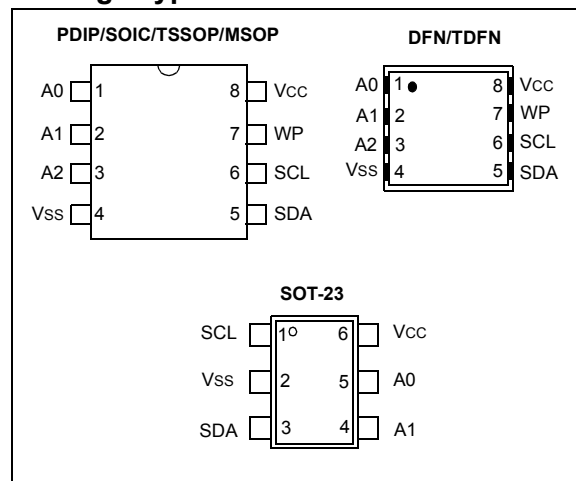 PDIP/SOIC/TSSOP/MSOP
A0 1 8 VCC
A1 2 7 WP
A2 3 6 SCL
VSS 4 5 SDA
DFN/TDFN
A0 1 8 VCC
A1 2 7 WP
A2 3 6 SCL
VSS 4 5 SDA
SOT-23
SCL 1 6 VCC
VSS 2 5 A0
SDA 3 4 A1